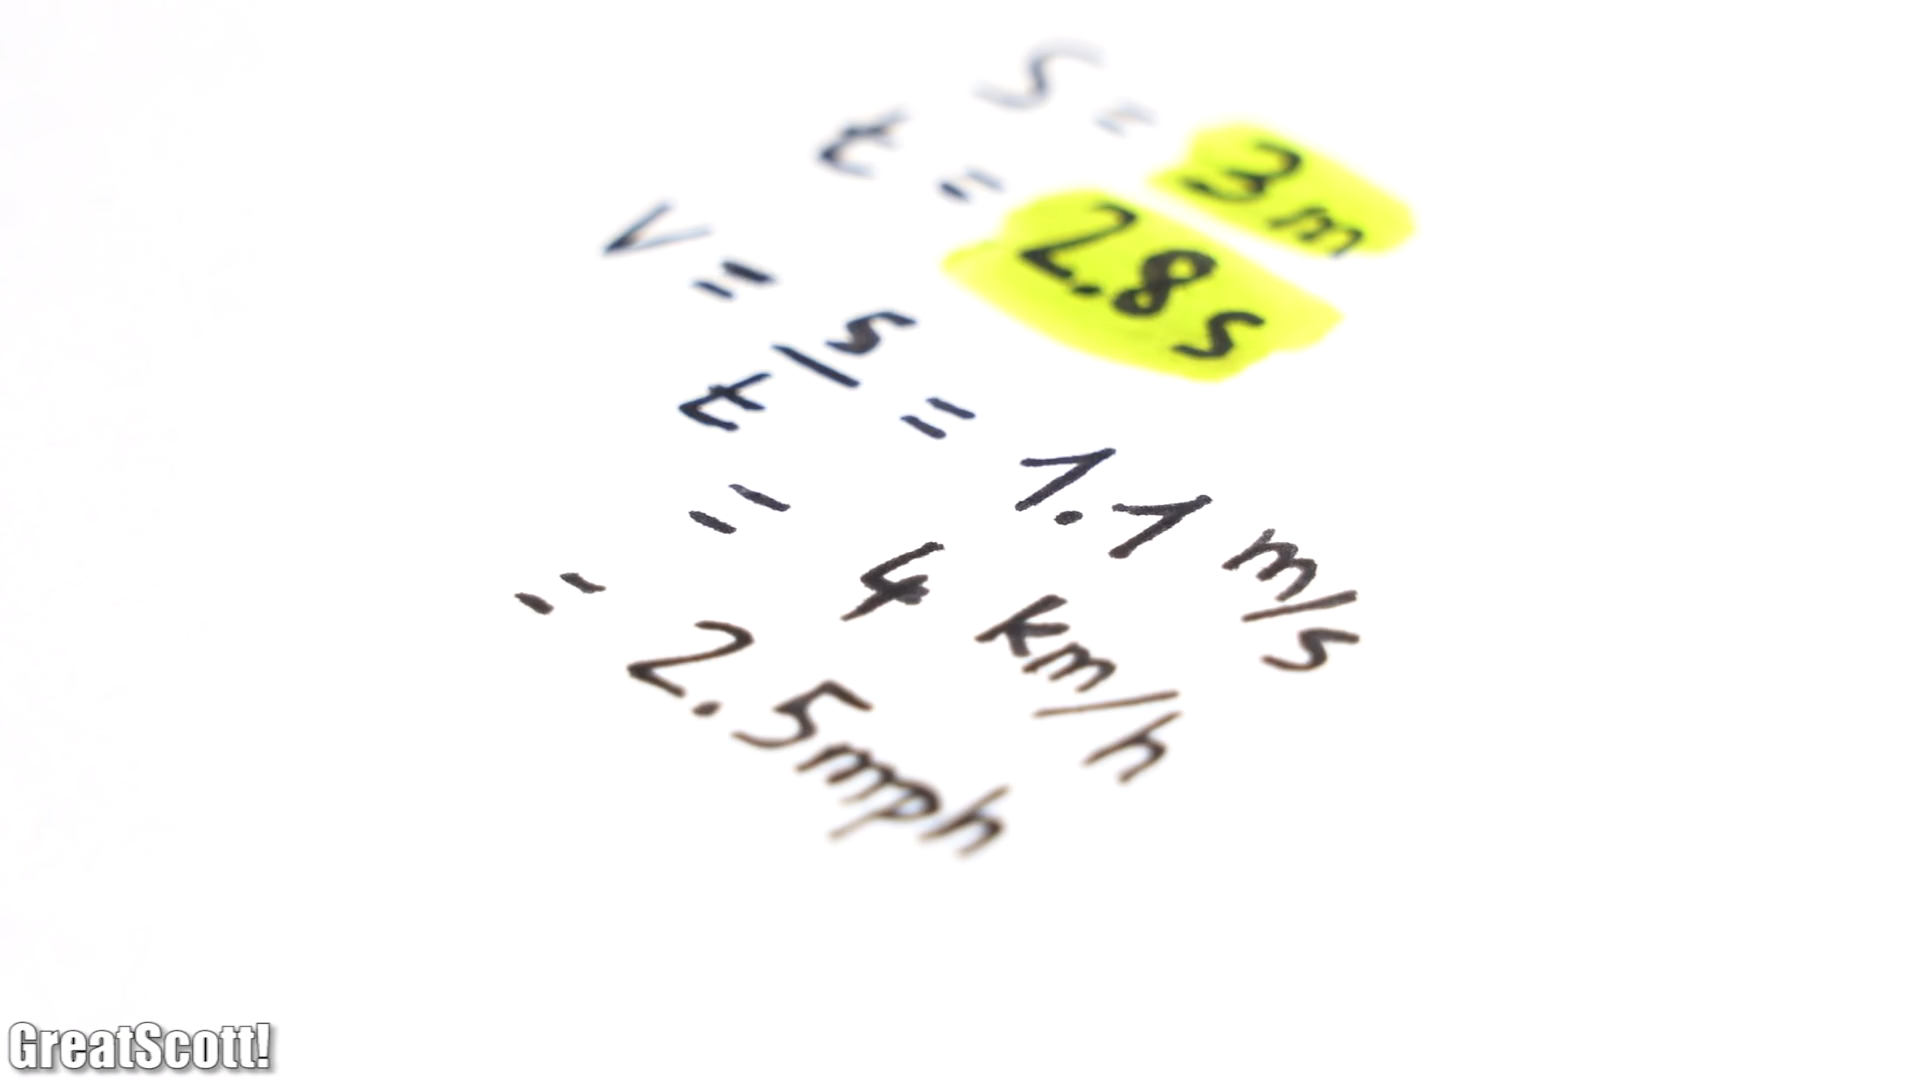 S = 3m
t = 2.8s
V = s/t = 1.1 m/s
= 4 km/h
= 2.5mph
GreatScott!